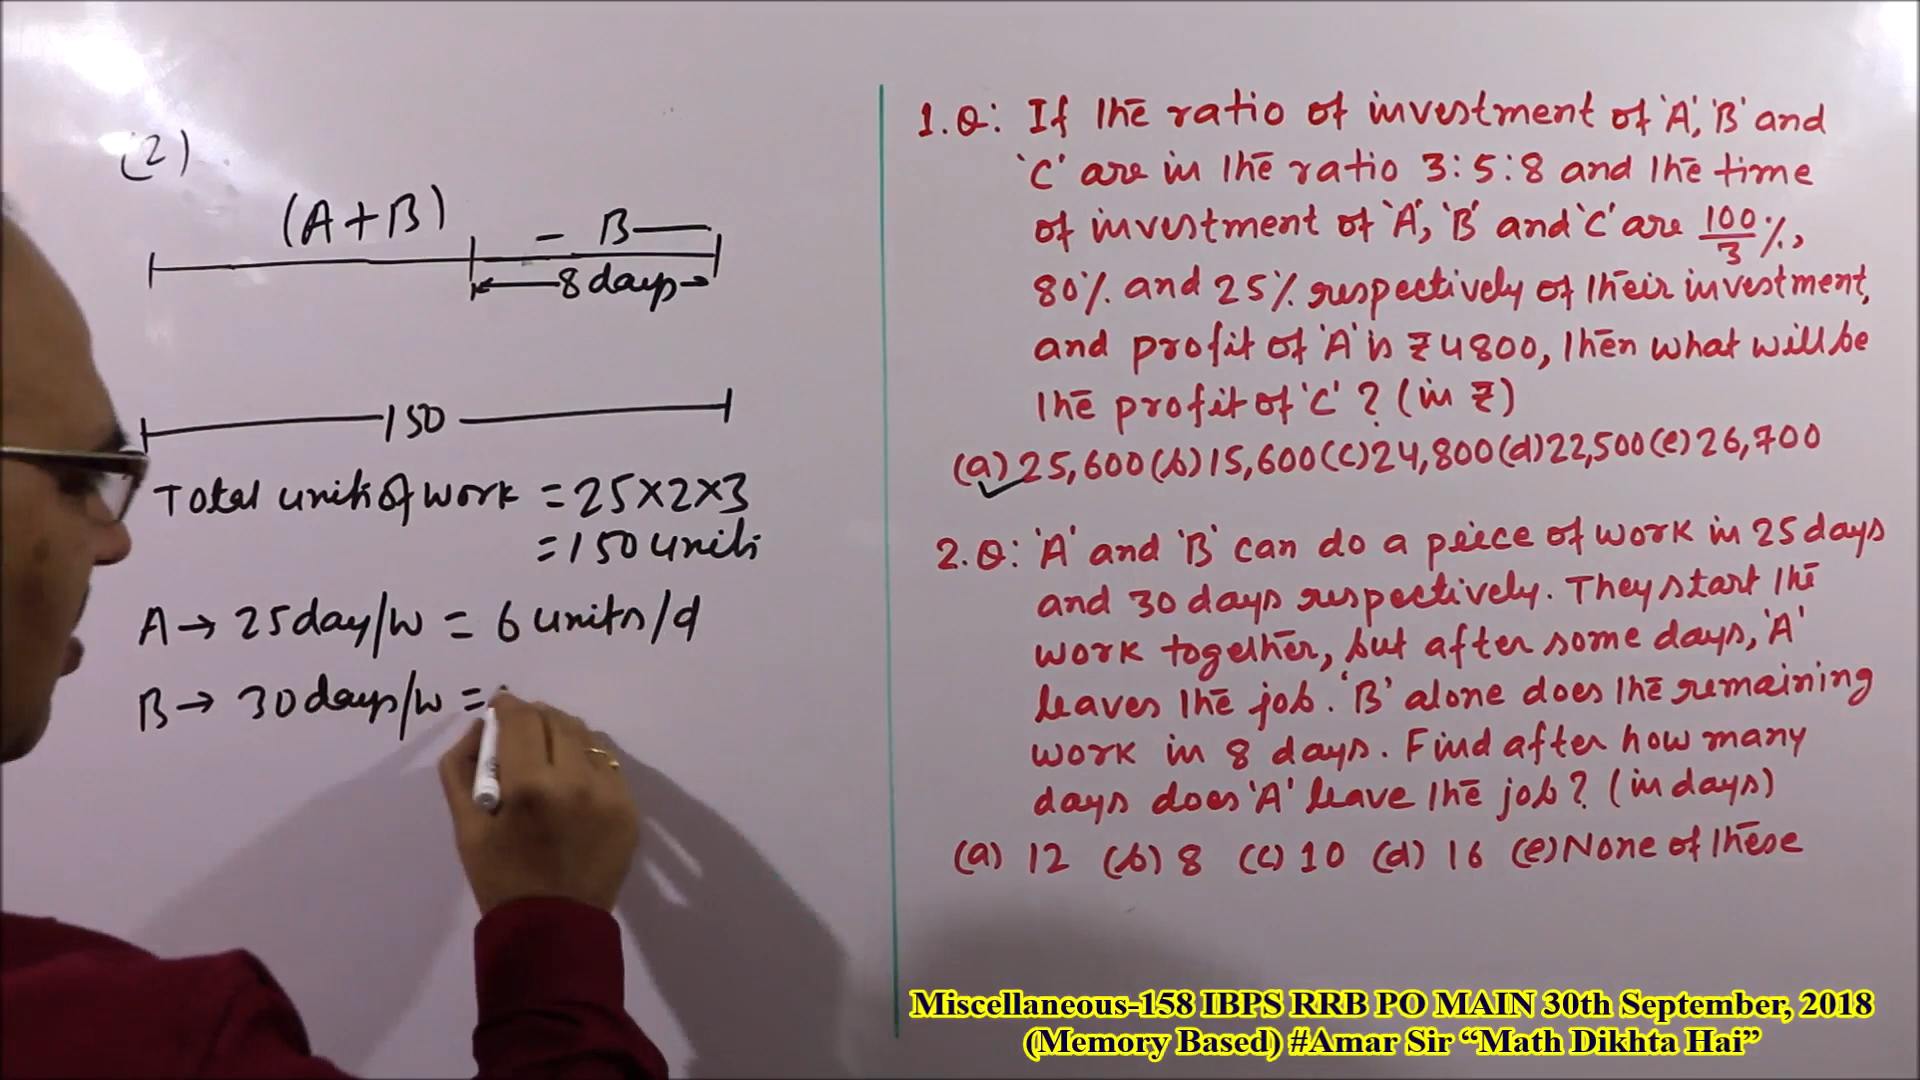 (2)
(A+B) - B
8 days
150
Total unit of work = 25×2×3
= 150 units
A → 25day/w = 6 units/d
B → 30days/w =
1.Q: If the ratio of investment of 'A', 'B' and
'C' are in the ratio 3:5:8 and the time
of investment of 'A', 'B' and 'C' are 100/3 %,
80% and 25% respectively of their investment,
and profit of 'A' is ₹4800, then what will be
the profit of 'C' ? (in ₹)
(a) 25,600 (b) 15,600 (c) 24,800 (d) 22,500 (e) 26,700
2.Q: 'A' and 'B' can do a piece of work in 25 days
and 30 days respectively. They start the
work together, but after some days, 'A'
leaves the job. 'B' alone does the remaining
work in 8 days. Find after how many
days does 'A' leave the job? (in days)
(a) 12 (b) 8 (c) 10 (d) 16 (e) None of these
Miscellaneous-158 IBPS RRB PO MAIN 30th September, 2018
(Memory Based) #Amar Sir “Math Dikhta Hai”